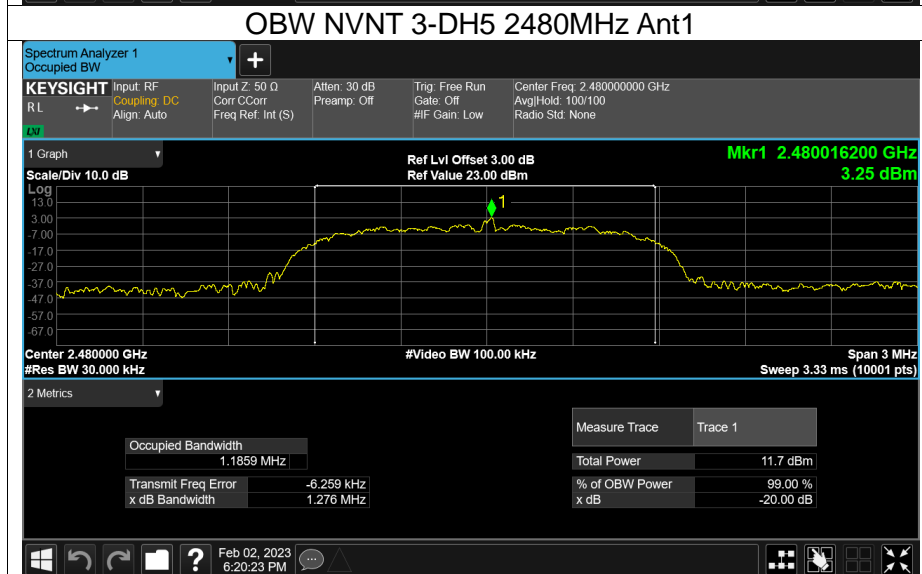 OBW NVNT 3-DH5 2480MHz Ant1
Spectrum Analyzer 1
Occupied BW
+
KEYSIGHT
R L
LXI
Input: RF
Coupling: DC
Align: Auto
Input Z: 50 Ω
Corr CCorr
Freq Ref: Int (S)
Atten: 30 dB
Preamp: Off
Trig: Free Run
Gate: Off
#IF Gain: Low
Center Freq: 2.480000000 GHz
Avg|Hold: 100/100
Radio Std: None
1 Graph
Scale/Div 10.0 dB
Ref Lvl Offset 3.00 dB
Ref Value 23.00 dBm
Mkr1 2.480016200 GHz
3.25 dBm
Log
13.0
3.00
-7.00
-17.0
-27.0
-37.0
-47.0
-57.0
-67.0
1
Center 2.480000 GHz
#Res BW 30.000 kHz
#Video BW 100.00 kHz
Span 3 MHz
Sweep 3.33 ms (10001 pts)
2 Metrics
Occupied Bandwidth
1.1859 MHz
Transmit Freq Error -6.259 kHz
x dB Bandwidth 1.276 MHz
Measure Trace Trace 1
Total Power 11.7 dBm
% of OBW Power 99.00 %
x dB -20.00 dB
?
Feb 02, 2023
6:20:23 PM